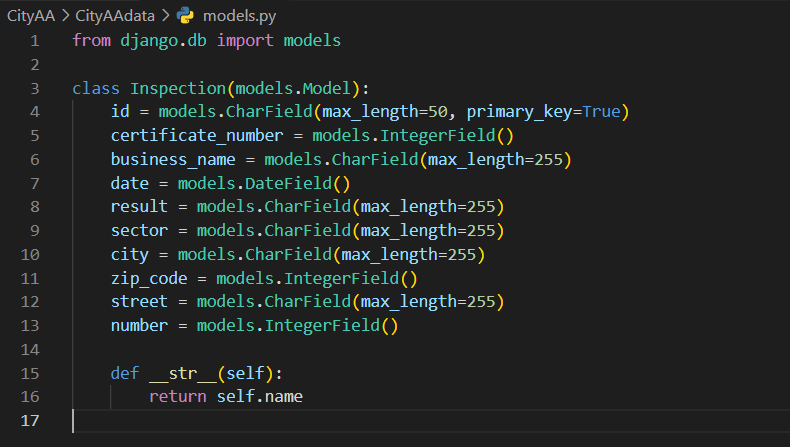 CityAA > CityAAdata > models.py
1 from django.db import models
2
3 class Inspection(models.Model):
4     id = models.CharField(max_length=50, primary_key=True)
5     certificate_number = models.IntegerField()
6     business_name = models.CharField(max_length=255)
7     date = models.DateField()
8     result = models.CharField(max_length=255)
9     sector = models.CharField(max_length=255)
10     city = models.CharField(max_length=255)
11     zip_code = models.IntegerField()
12     street = models.CharField(max_length=255)
13     number = models.IntegerField()
14
15     def __str__(self):
16         return self.name
17